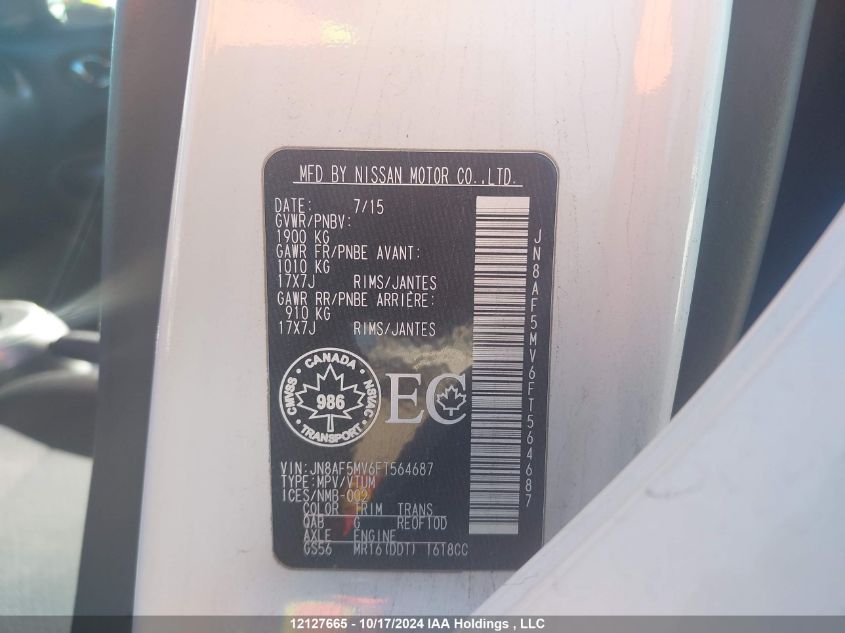 MFD BY NISSAN MOTOR CO.,LTD.
DATE: 7/15
GVWR/PNBV:
1900 KG
GAWR FR/PNBE AVANT:
1010 KG
17X7J RIMS/JANTES
GAWR RR/PNBE ARRIÈRE:
910 KG
17X7J RIMS/JANTES
CANADA
CMVSS
NSVAC
986
TRANSPORT
EC
VIN:JN8AF5MV6FT564687
TYPE:MPV/VTUM
ICES/NMB-002
COLOR TRIM TRANS
QAB G RE0F10D
AXLE ENGINE
GS56 MR16(DDT) 1618CC
JN8AF5MV6FT564687
12127665 - 10/17/2024 IAA Holdings , LLC